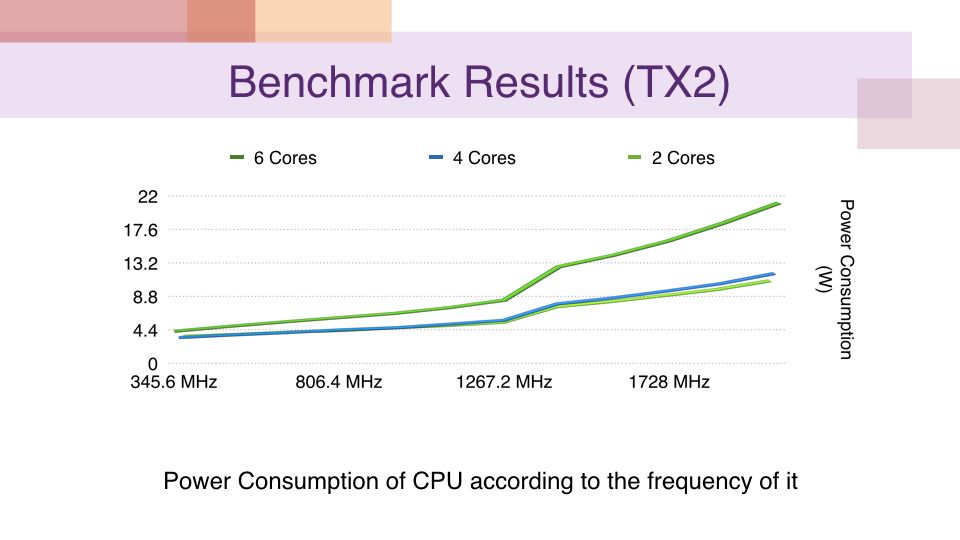 Benchmark Results (TX2)
6 Cores
4 Cores
2 Cores
22
17.6
13.2
8.8
4.4
0
345.6 MHz
806.4 MHz
1267.2 MHz
1728 MHz
Power Consumption
(W)
Power Consumption of CPU according to the frequency of it